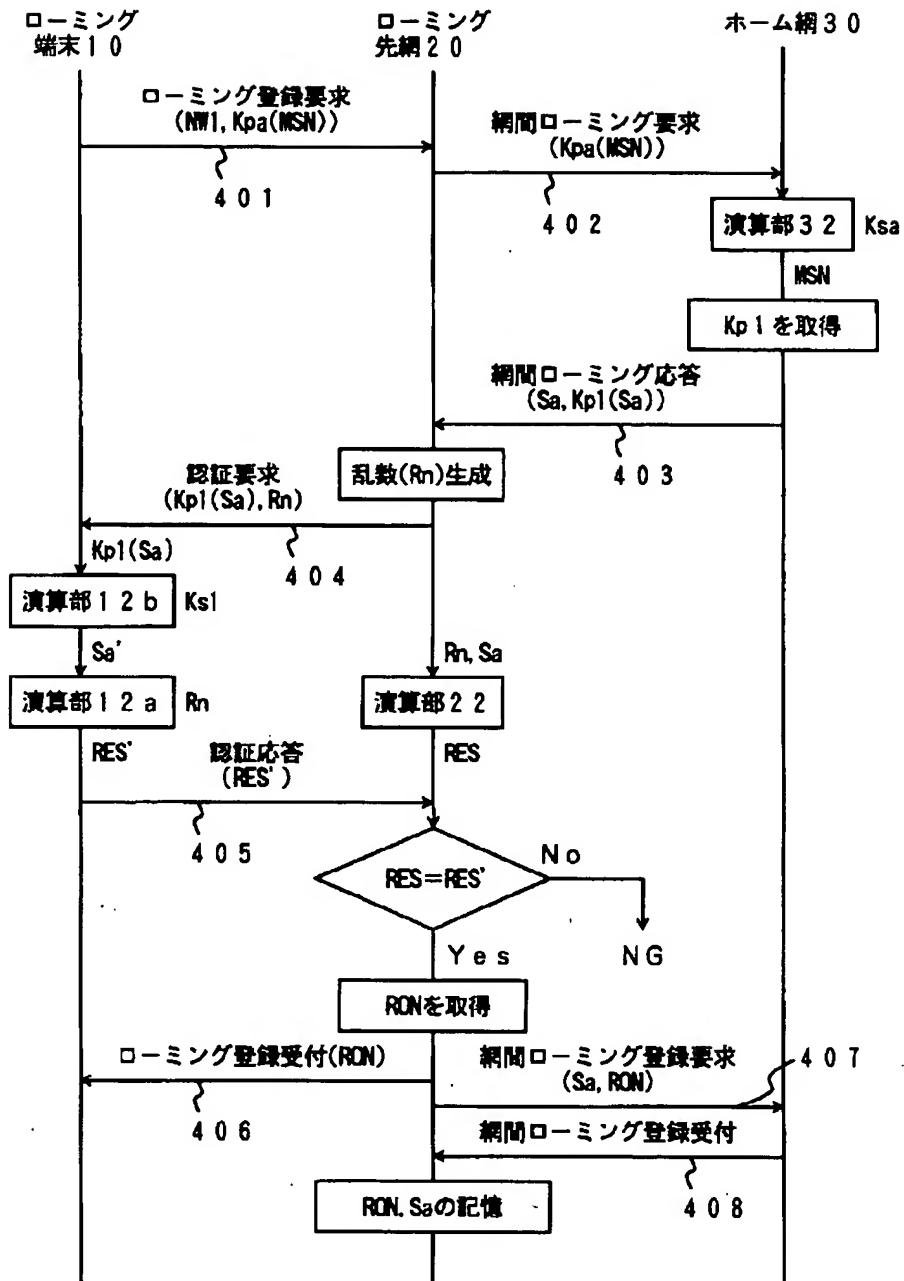 ローミング
端末10
ローミング
先網20
ホーム網30
ローミング登録要求
(NW1,Kpa(MSN))
401
網間ローミング要求
(Kpa(MSN))
402
演算部32
Ksa
MSN
Kp1を取得
網間ローミング応答
(Sa,Kp1(Sa))
403
乱数(Rn)生成
認証要求
(Kp1(Sa),Rn)
404
Kp1(Sa)
演算部12b
Ks1
Sa'
Rn,Sa
演算部12a
Rn
演算部22
RES'
RES
認証応答
(RES')
405
RES=RES'
No
NG
Yes
RONを取得
ローミング登録受付(RON)
406
網間ローミング登録要求
(Sa,RON)
407
網間ローミング登録受付
408
RON.Saの記憶